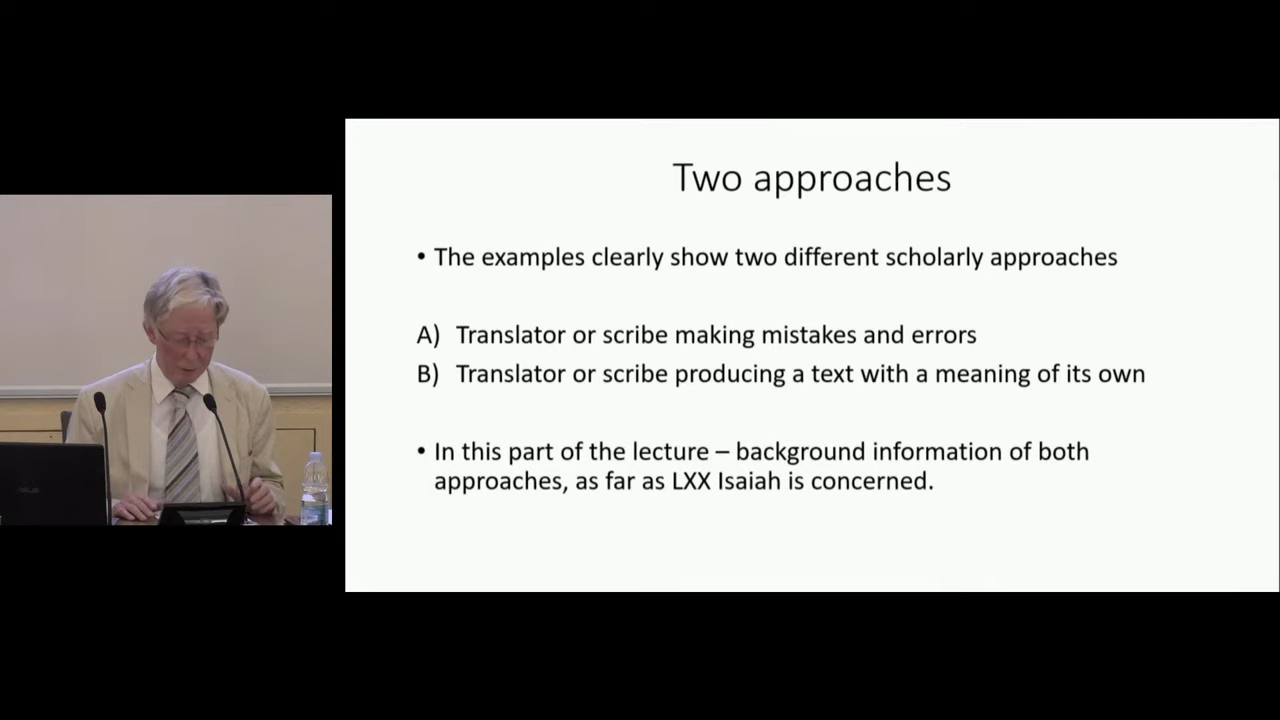 Two approaches
• The examples clearly show two different scholarly approaches
A) Translator or scribe making mistakes and errors
B) Translator or scribe producing a text with a meaning of its own
• In this part of the lecture – background information of both
approaches, as far as LXX Isaiah is concerned.